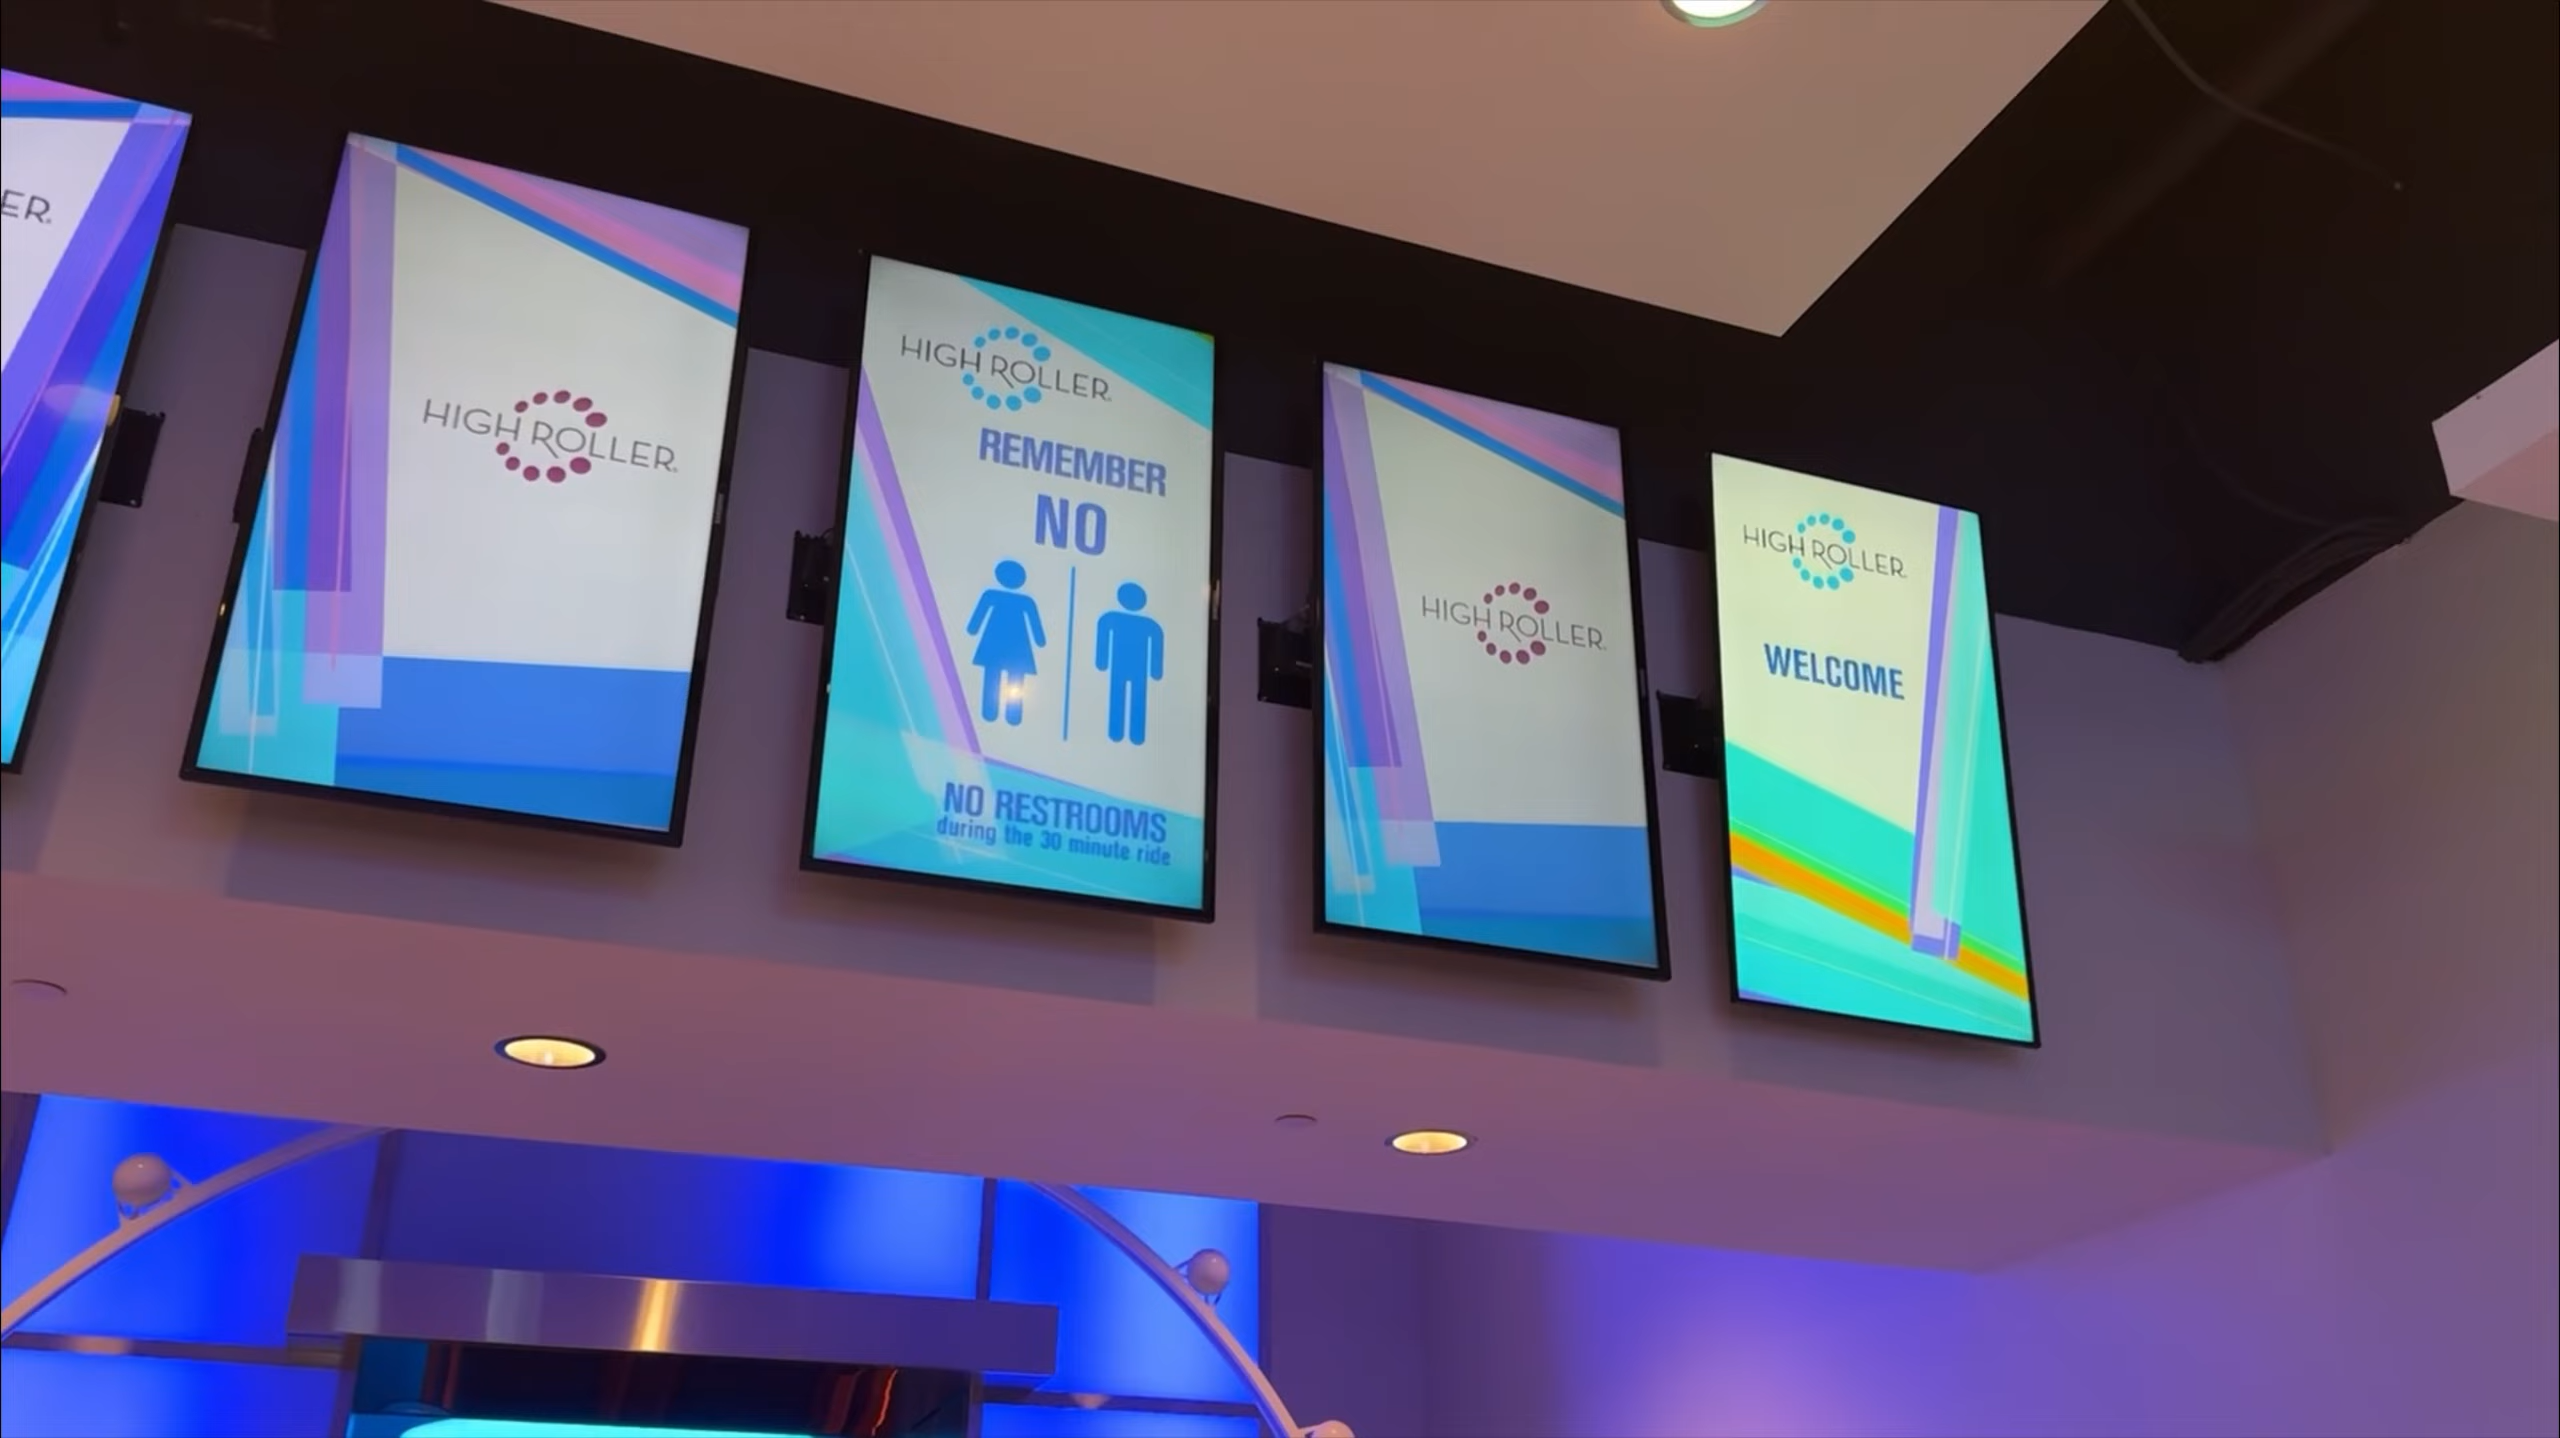 ER
HIGH ROLLER
HIGH ROLLER
REMEMBER
NO
NO RESTROOMS
during the 30 minute ride
HIGH ROLLER
HIGH ROLLER
WELCOME